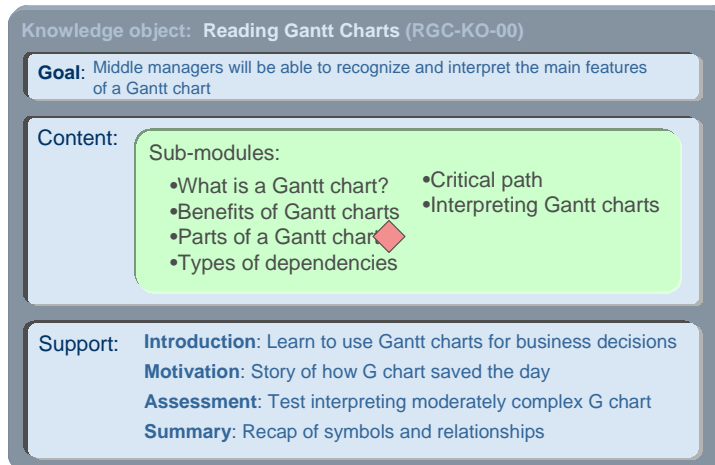 Knowledge object: Reading Gantt Charts (RGC-KO-00)
Goal: Middle managers will be able to recognize and interpret the main features
of a Gantt chart
Content:
Sub-modules:
•What is a Gantt chart?
•Benefits of Gantt charts
•Parts of a Gantt chart
•Types of dependencies
•Critical path
•Interpreting Gantt charts
Support:
Introduction: Learn to use Gantt charts for business decisions
Motivation: Story of how G chart saved the day
Assessment: Test interpreting moderately complex G chart
Summary: Recap of symbols and relationships